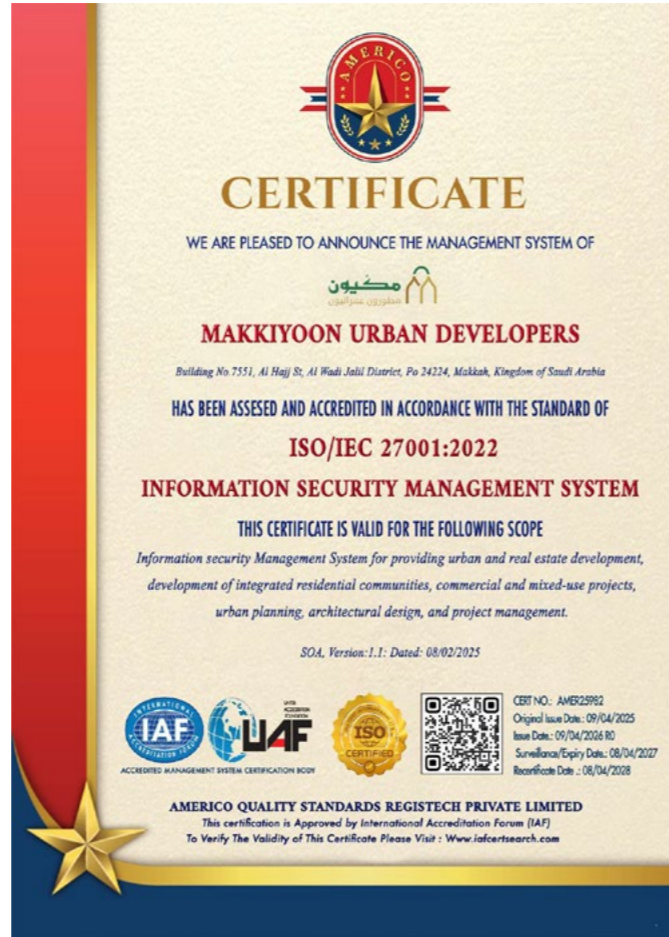 AMERICO
CERTIFICATE
WE ARE PLEASED TO ANNOUNCE THE MANAGEMENT SYSTEM OF
مكيون
مطورون عمرانيون
MAKKIYOON URBAN DEVELOPERS
Building No 7551, Al Hajj St, Al Wadi Jalil District, Po 24224, Makkah, Kingdom of Saudi Arabia
HAS BEEN ASSESED AND ACCREDITED IN ACCORDANCE WITH THE STANDARD OF
ISO/IEC 27001:2022
INFORMATION SECURITY MANAGEMENT SYSTEM
THIS CERTIFICATE IS VALID FOR THE FOLLOWING SCOPE
Information security Management System for providing urban and real estate development,
development of integrated residential communities, commercial and mixed-use projects,
urban planning, architectural design, and project management.
SOA, Version:1.1: Dated: 08/02/2025
INTERNATIONAL
IAF
ACCREDITATION FORUM
UNITED
ACCREDITATION
FOUNDATION
UAF
ACCREDITED MANAGEMENT SYSTEM CERTIFICATION BODY
ISO
CERTIFIED
CERT NO.: AMER25982
Original Issue Date.: 09/04/2025
Issue Date.: 09/04/2026 R0
Surveillance/Expiry Date.: 08/04/2027
Recertificate Date .: 08/04/2028
AMERICO QUALITY STANDARDS REGISTECH PRIVATE LIMITED
This certification is Approved by International Accreditation Forum (IAF)
To Verify The Validity of This Certificate Please Visit : Www.iafcertsearch.com